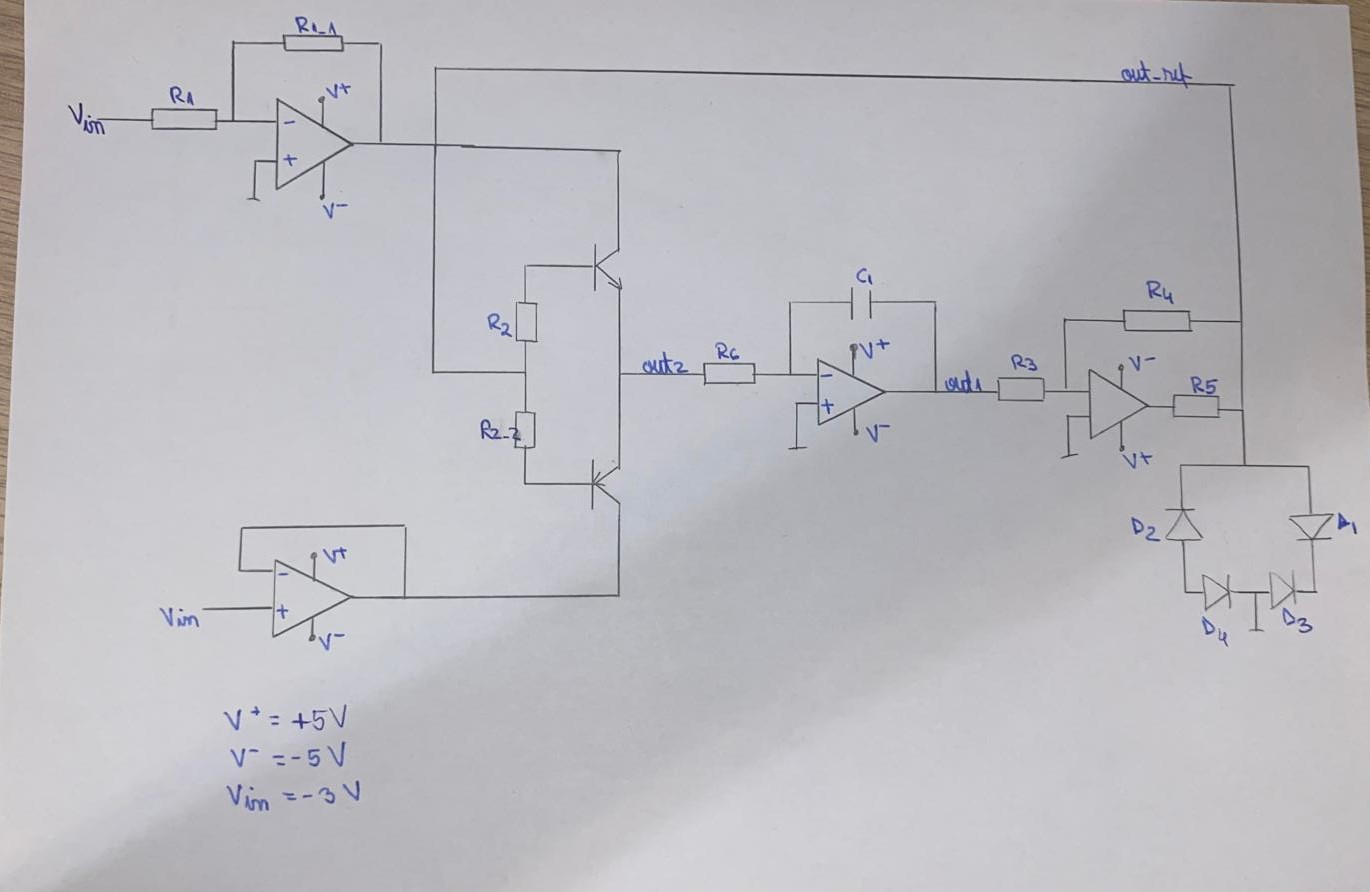 R1_1
out_ref
R1
V+
Vin
-
+
V-
C1
R4
R2
V+
V-
out2
R6
R3
-
out1
R5
+
R2_2
V-
V+
D2
D1
V+
-
+
Vin
D4
D3
V-
V+ = +5V
V- = -5V
Vin = -3V